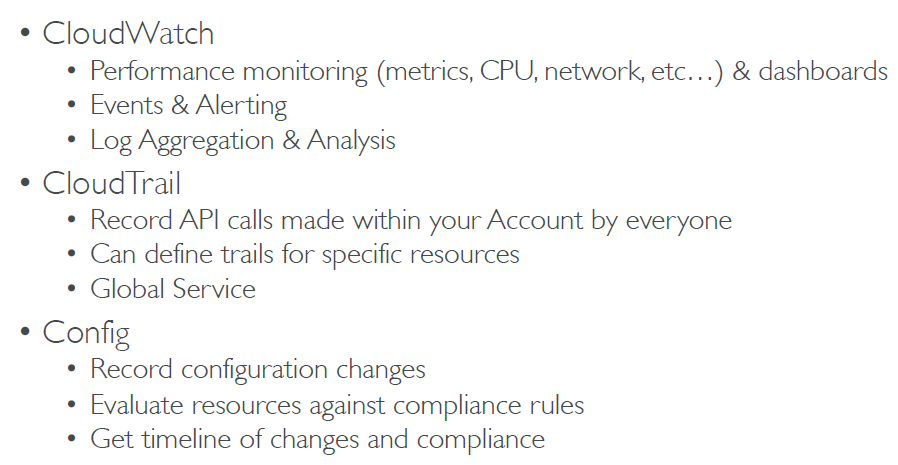 • CloudWatch
• Performance monitoring (metrics, CPU, network, etc…) & dashboards
• Events & Alerting
• Log Aggregation & Analysis
• CloudTrail
• Record API calls made within your Account by everyone
• Can define trails for specific resources
• Global Service
• Config
• Record configuration changes
• Evaluate resources against compliance rules
• Get timeline of changes and compliance